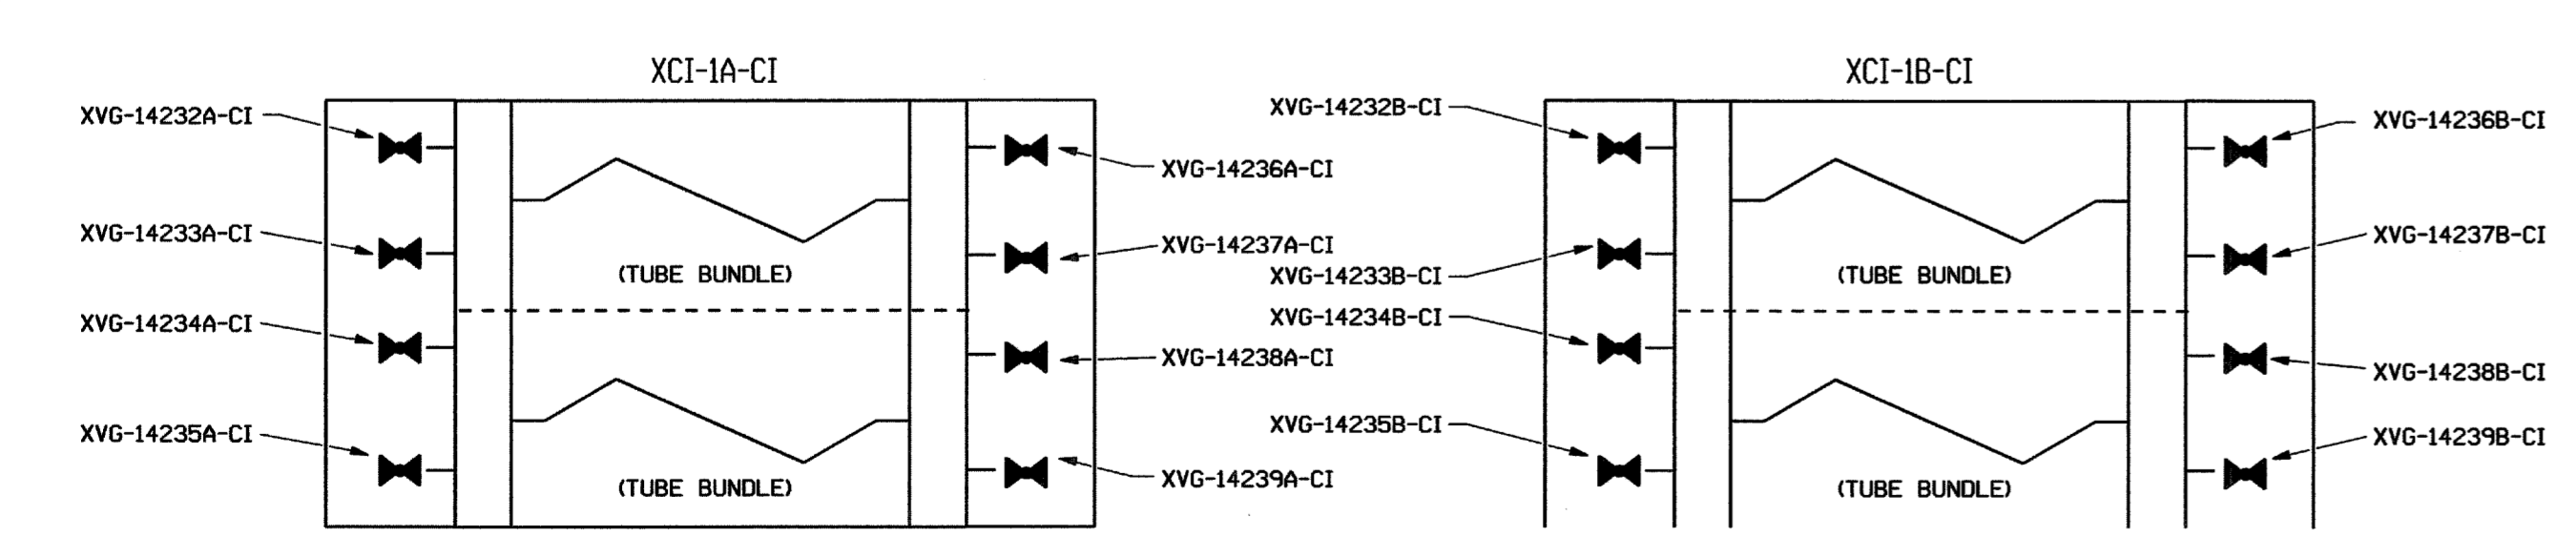 XCI-1A-CI
XVG-14232A-CI
XVG-14233A-CI
XVG-14234A-CI
XVG-14235A-CI
(TUBE BUNDLE)
(TUBE BUNDLE)
XVG-14236A-CI
XVG-14237A-CI
XVG-14238A-CI
XVG-14239A-CI
XCI-1B-CI
XVG-14232B-CI
XVG-14233B-CI
XVG-14234B-CI
XVG-14235B-CI
(TUBE BUNDLE)
(TUBE BUNDLE)
XVG-14236B-CI
XVG-14237B-CI
XVG-14238B-CI
XVG-14239B-CI